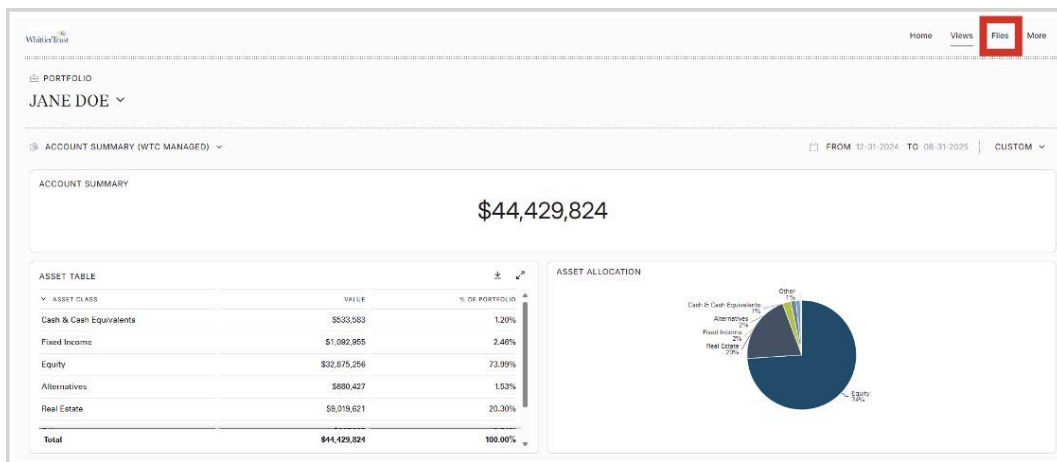 WhittierTrust
Home Views Files More
PORTFOLIO
JANE DOE
ACCOUNT SUMMARY (WTC MANAGED)
FROM 12-31-2024 TO 08-31-2025 CUSTOM
ACCOUNT SUMMARY
$44,429,824
ASSET TABLE
ASSET CLASS VALUE % OF PORTFOLIO
Cash & Cash Equivalents $533,583 1.20%
Fixed Income $1,092,955 2.46%
Equity $32,875,256 73.99%
Alternatives $680,427 1.53%
Real Estate $9,019,621 20.30%
Total $44,429,824 100.00%
ASSET ALLOCATION
Other
1%
Cash & Cash Equivalents
1%
Alternatives
2%
Fixed Income
2%
Real Estate
20%
Equity
74%